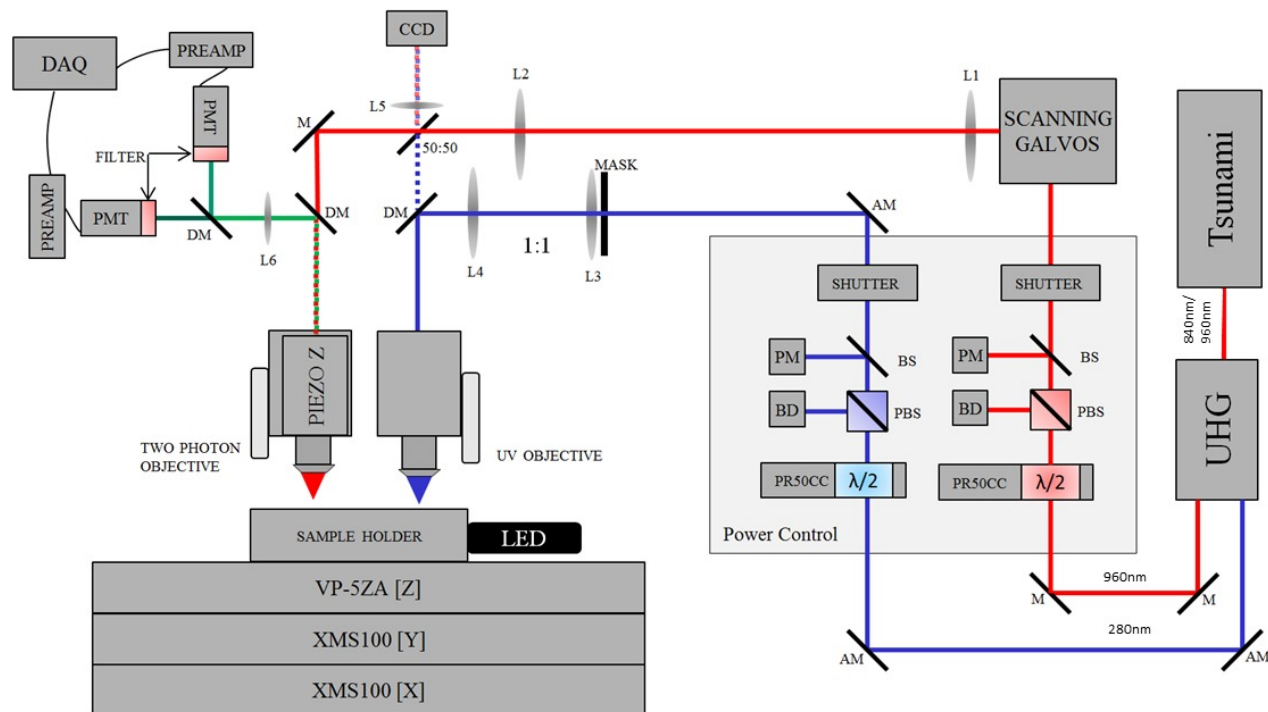 CCD
DAQ
PREAMP
L5
L2
L1
SCANNING
GALVOS
Tsunami
PMT
M
50:50
FILTER
MASK
PREAMP
PMT
DM
L6
DM
DM
L4
1:1
L3
AM
SHUTTER
SHUTTER
840nm/
960nm
PM
BS
PM
BS
BD
PBS
BD
PBS
UHG
PIEZO Z
TWO PHOTON
OBJECTIVE
UV OBJECTIVE
PR50CC
λ/2
PR50CC
λ/2
SAMPLE HOLDER
LED
Power Control
VP-5ZA [Z]
960nm
M
M
XMS100 [Y]
280nm
AM
AM
XMS100 [X]